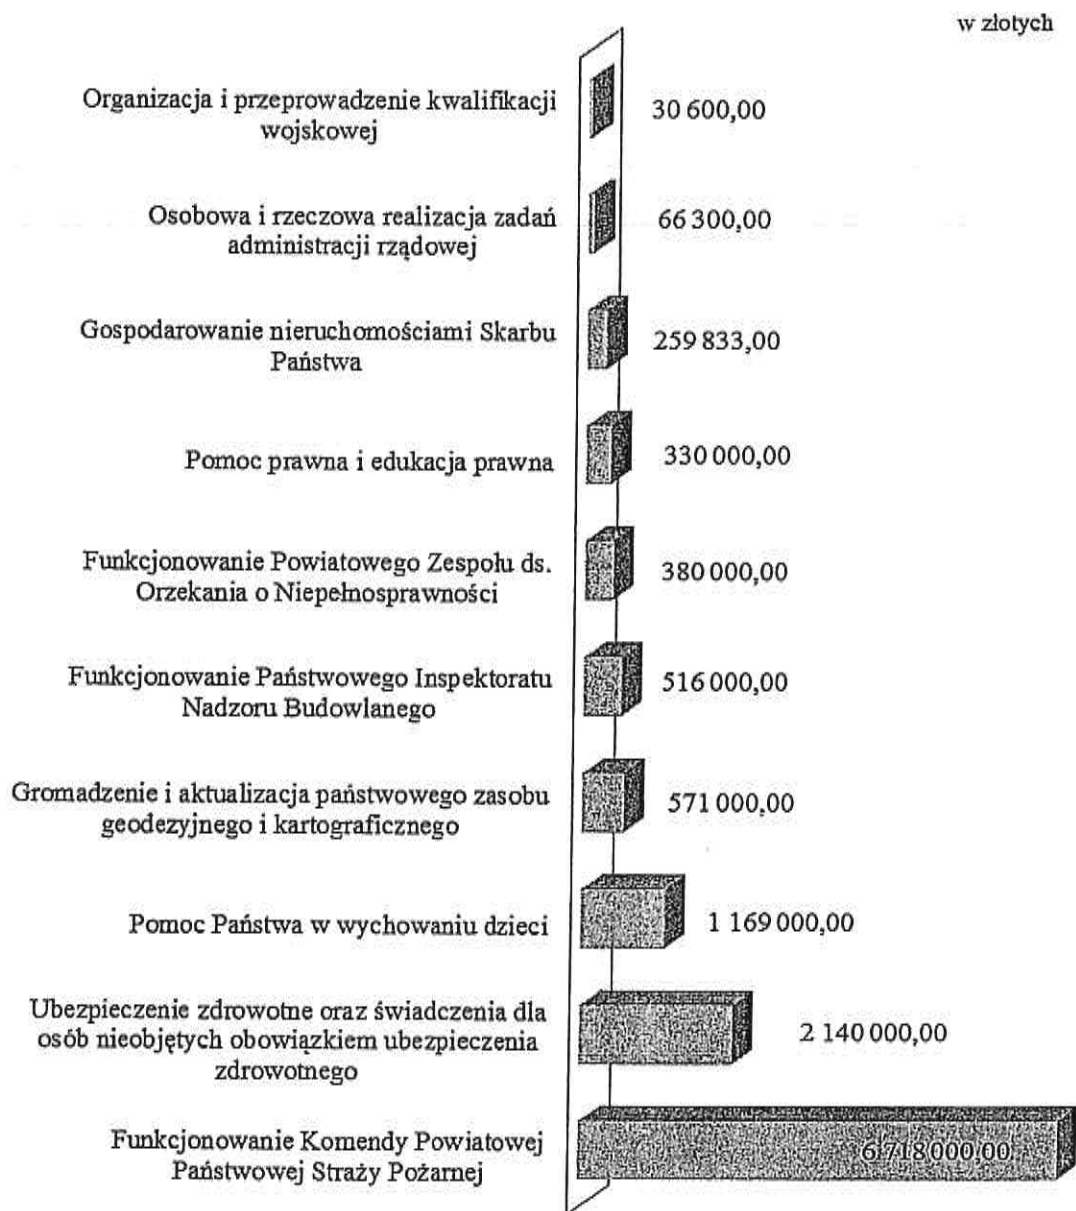 w złotych
Organizacja i przeprowadzenie kwalifikacji
wojskowej
30 600,00
Osobowa i rzeczowa realizacja zadań
administracji rządowej
66 300,00
Gospodarowanie nieruchomościami Skarbu
Państwa
259 833,00
Pomoc prawna i edukacja prawna
330 000,00
Funkcjonowanie Powiatowego Zespołu ds.
Orzekania o Niepełnosprawności
380 000,00
Funkcjonowanie Państwowego Inspektoratu
Nadzoru Budowlanego
516 000,00
Gromadzenie i aktualizacja państwowego zasobu
geodezyjnego i kartograficznego
571 000,00
Pomoc Państwa w wychowaniu dzieci
1 169 000,00
Ubezpieczenie zdrowotne oraz świadczenia dla
osób nieobjętych obowiązkiem ubezpieczenia
zdrowotnego
2 140 000,00
Funkcjonowanie Komendy Powiatowej
Państwowej Straży Pożarnej
6 718 000,00